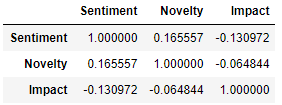 Sentiment Novelty Impact
Sentiment 1.000000 0.165557 -0.130972
Novelty 0.165557 1.000000 -0.064844
Impact -0.130972 -0.064844 1.000000